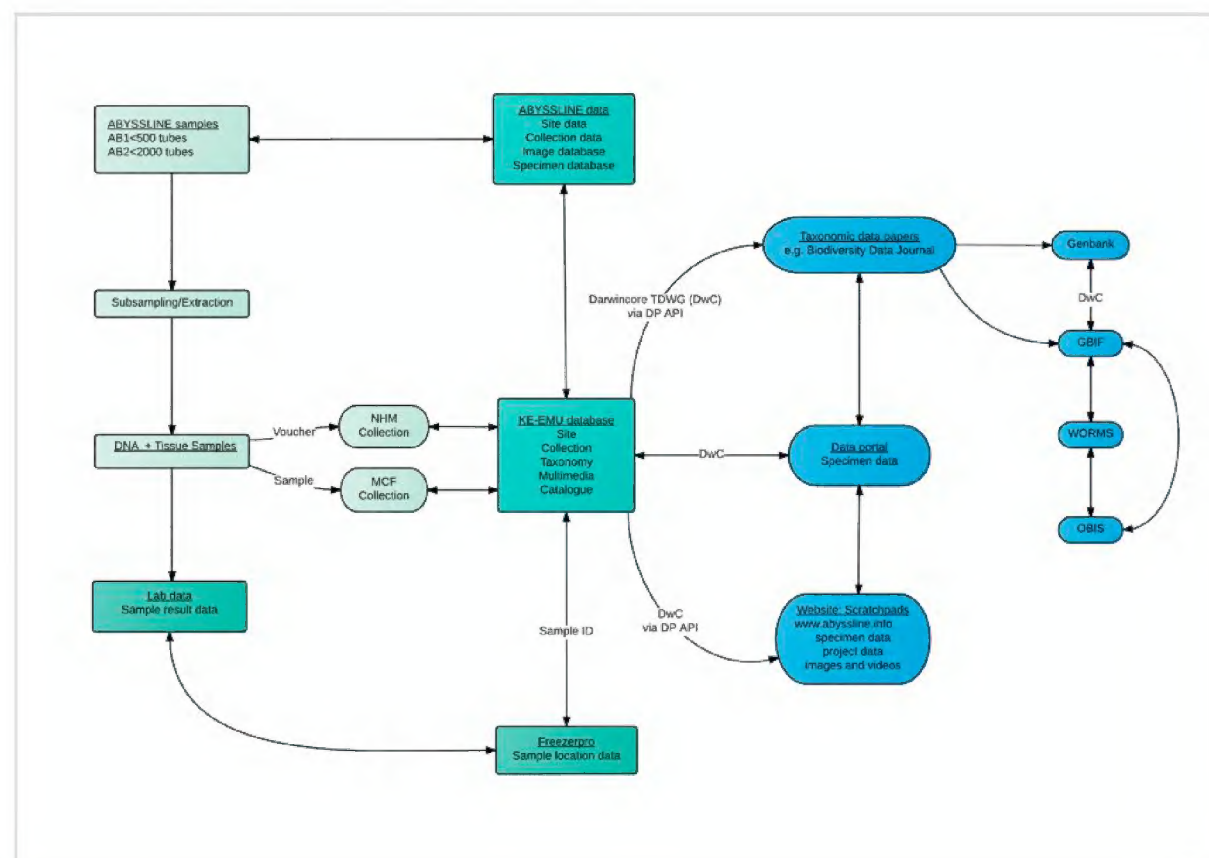 ABYSSLINE samples
AB1<500 tubes
AB2<2000 tubes
ABYSSLINE data
Site data
Collection data
Image database
Specimen database
Taxonomic data papers
e.g. Biodiversity Data Journal
Genbank
Subsampling/Extraction
Darwincore TDWG (DwC)
via DP API
DwC
GBIF
Voucher
NHM
Collection
KE-EMU database
Site
Collection
Taxonomy
Multimedia
Catalogue
DNA. + Tissue Samples
DwC
Data portal
Specimen data
WORMS
Sample
MCF
Collection
OBIS
Lab data
Sample result data
Sample ID
DwC
via DP API
Website: Scratchpads
www.abyssline.info
specimen data
project data
images and videos
Freezerpro
Sample location data